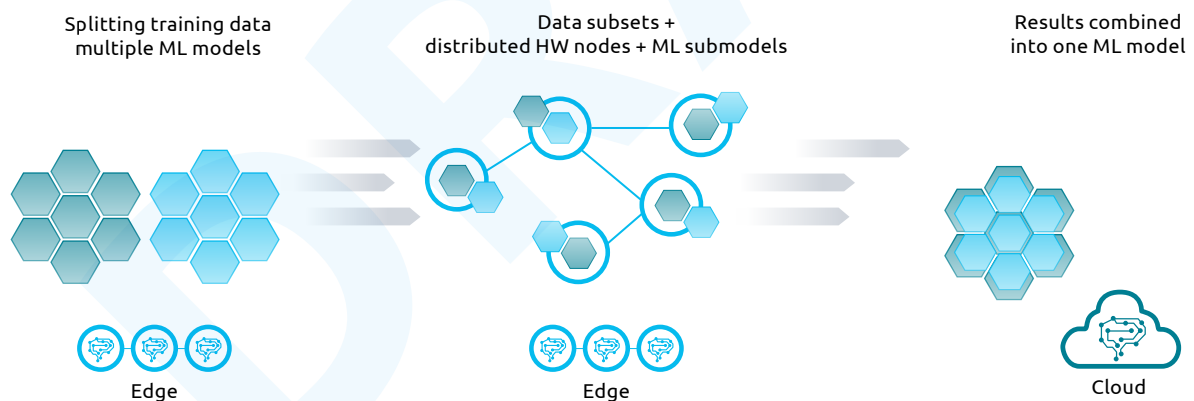 Splitting training data
multiple ML models
Data subsets +
distributed HW nodes + ML submodels
Results combined
into one ML model
Edge
Edge
Cloud